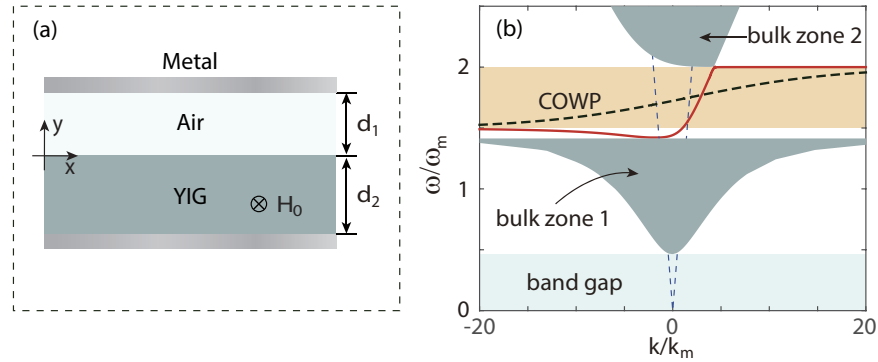 (a)
Metal
Air
d₁
y
x
YIG
H₀
d₂
(b)
bulk zone 2
2
COWP
ω/ωₘ
1
bulk zone 1
band gap
0
-20
0
20
k/kₘ